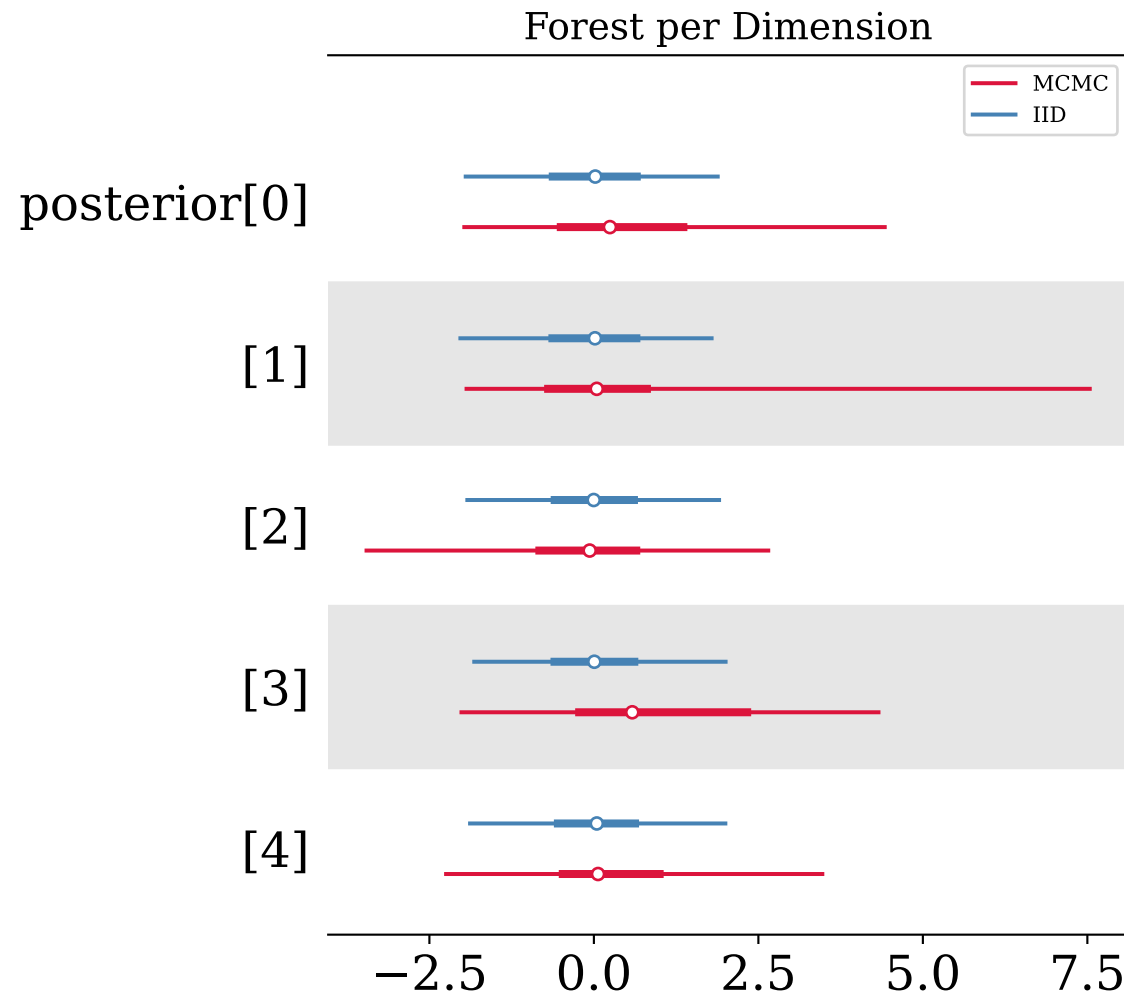 Forest per Dimension
MCMC
IID
posterior[0]
[1]
[2]
[3]
[4]
−2.5 0.0 2.5 5.0 7.5